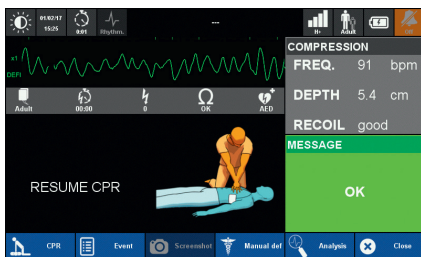 01/02/17
15:25
0:01
Rhythm.
---
H+
Adult
Off
x1
DEFI
Adult
00:00
0
OK
AED
COMPRESSION
FREQ. 91 bpm
DEPTH 5.4 cm
RECOIL good
MESSAGE
OK
RESUME CPR
CPR
Event
Screenshot
Manual def
Analysis
Close